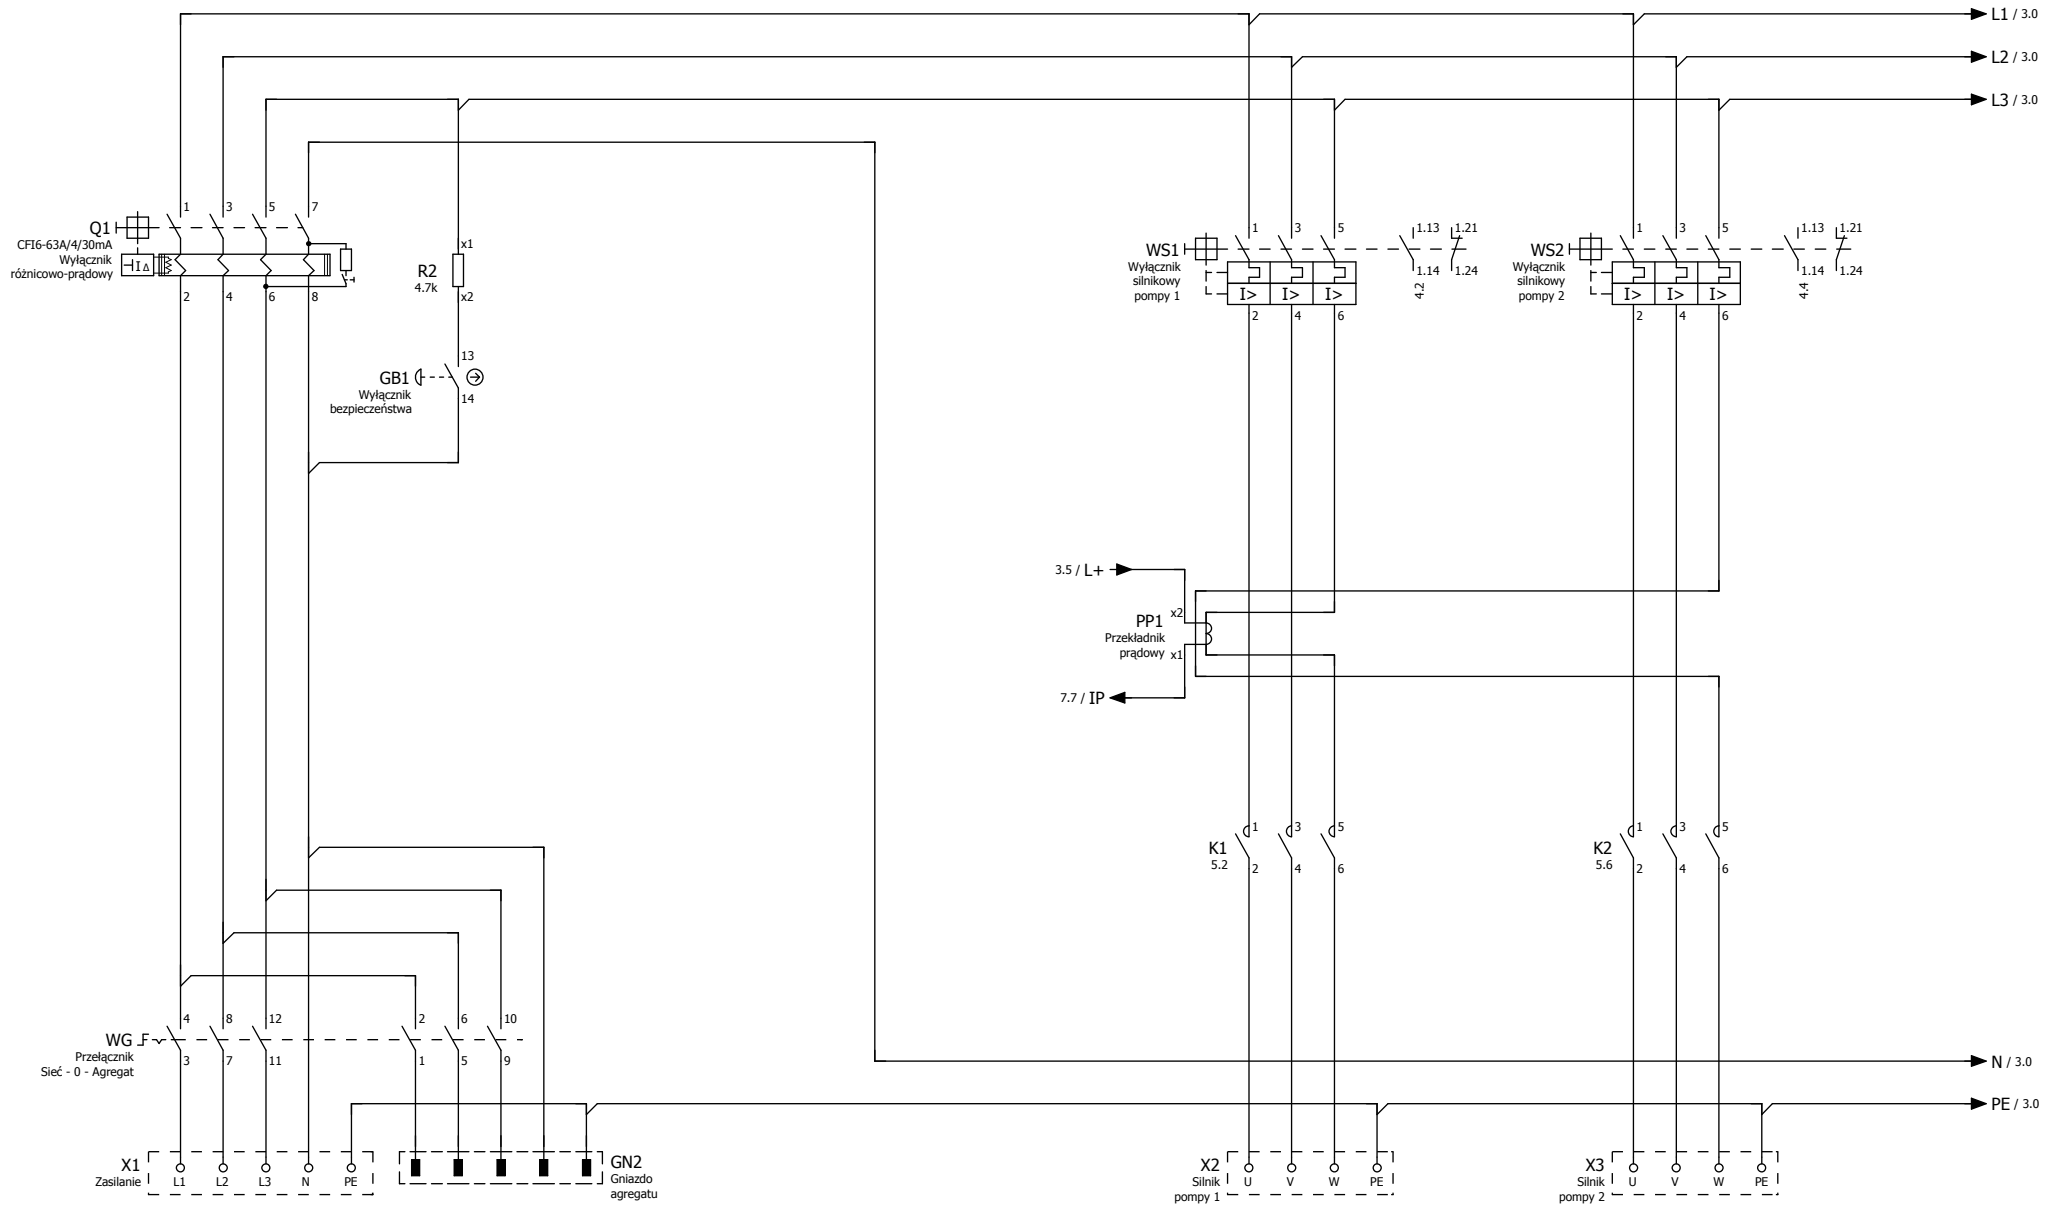 L1 / 3.0
L2 / 3.0
L3 / 3.0
1 3 5 7
Q1
CFI6-63A/4/30mA
Wyłącznik
różnicowo-prądowy
I Δ
2 4 6 8
x1
R2
4.7k
x2
13
GB1
Wyłącznik
bezpieczeństwa
14
1 3 5 1.13 1.21
WS1
Wyłącznik
silnikowy
pompy 1
I> I> I>
1.14 1.24
4.2
2 4 6
1 3 5 1.13 1.21
WS2
Wyłącznik
silnikowy
pompy 2
I> I> I>
1.14 1.24
4.4
2 4 6
3.5 / L+
x2
PP1
Przekładnik
prądowy x1
7.7 / IP
1 3 5
K1
5.2
2 4 6
1 3 5
K2
5.6
2 4 6
4 8 12 2 6 10
WG
Przełącznik
Sieć - 0 - Agregat
3 7 11 1 5 9
N / 3.0
PE / 3.0
X1
Zasilanie
L1 L2 L3 N PE
GN2
Gniazdo
agregatu
X2
Silnik
pompy 1
U V W PE
X3
Silnik
pompy 2
U V W PE